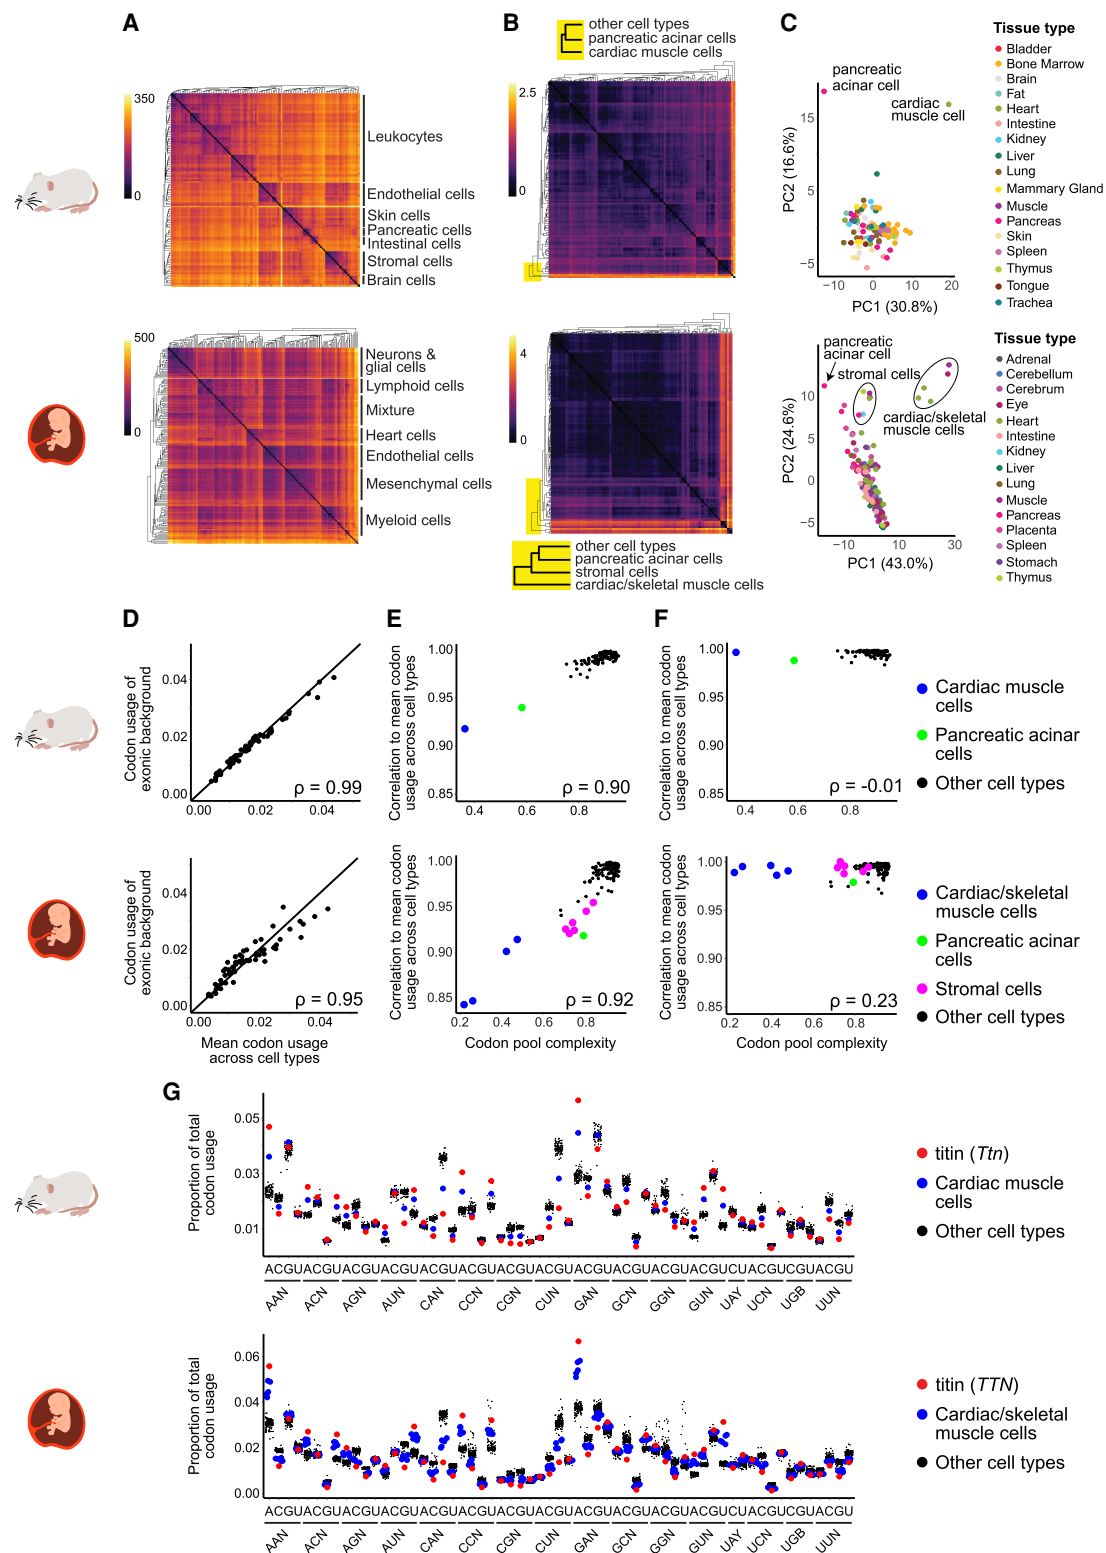 A
B
C
other cell types
pancreatic acinar cells
cardiac muscle cells
350
0
Leukocytes
Endothelial cells
Skin cells
Pancreatic cells
Intestinal cells
Stromal cells
Brain cells
2.5
0
pancreatic
acinar cell
cardiac
muscle cell
PC2 (16.6%)
15
5
−5
−10 0 10 20
PC1 (30.8%)
Tissue type
Bladder
Bone Marrow
Brain
Fat
Heart
Intestine
Kidney
Liver
Lung
Mammary Gland
Muscle
Pancreas
Skin
Spleen
Thymus
Tongue
Trachea
500
0
Neurons &
glial cells
Lymphoid cells
Mixture
Heart cells
Endothelial cells
Mesenchymal cells
Myeloid cells
4
0
other cell types
pancreatic acinar cells
stromal cells
cardiac/skeletal muscle cells
pancreatic
acinar cell
stromal cells
cardiac/skeletal
muscle cells
PC2 (24.6%)
10
5
0
−5
−10 10 30
PC1 (43.0%)
Tissue type
Adrenal
Cerebellum
Cerebrum
Eye
Heart
Intestine
Kidney
Liver
Lung
Muscle
Pancreas
Placenta
Spleen
Stomach
Thymus
D
E
F
Codon usage of
exonic background
0.04
0.02
0.00
0.00 0.02 0.04
ρ = 0.99
Correlation to mean codon
usage across cell types
1.00
0.95
0.90
0.85
0.4 0.6 0.8
ρ = 0.90
Correlation to mean codon
usage across cell types
1.00
0.95
0.90
0.85
0.4 0.6 0.8
ρ = -0.01
Cardiac muscle
cells
Pancreatic acinar
cells
Other cell types
Codon usage of
exonic background
0.04
0.02
0.00
0.00 0.02 0.04
ρ = 0.95
Mean codon usage
across cell types
Correlation to mean codon
usage across cell types
1.00
0.95
0.90
0.85
0.2 0.4 0.6 0.8
ρ = 0.92
Codon pool complexity
Correlation to mean codon
usage across cell types
1.00
0.95
0.90
0.85
0.2 0.4 0.6 0.8
ρ = 0.23
Codon pool complexity
Cardiac/skeletal
muscle cells
Pancreatic acinar
cells
Stromal cells
Other cell types
G
Proportion of total
codon usage
0.05
0.03
0.01
ACGUACGUACGUACGUACGUACGUACGUACGUACGUACGUACGUACGUCUACGUCGUACGU
AAN ACN AGN AUN CAN CCN CGN CUN GAN GCN GGN GUN UAY UCN UGB UUN
titin (Ttn)
Cardiac muscle
cells
Other cell types
Proportion of total
codon usage
0.06
0.04
0.02
0.00
ACGUACGUACGUACGUACGUACGUACGUACGUACGUACGUACGUACGUCUACGUCGUACGU
AAN ACN AGN AUN CAN CCN CGN CUN GAN GCN GGN GUN UAY UCN UGB UUN
titin (TTN)
Cardiac/skeletal
muscle cells
Other cell types